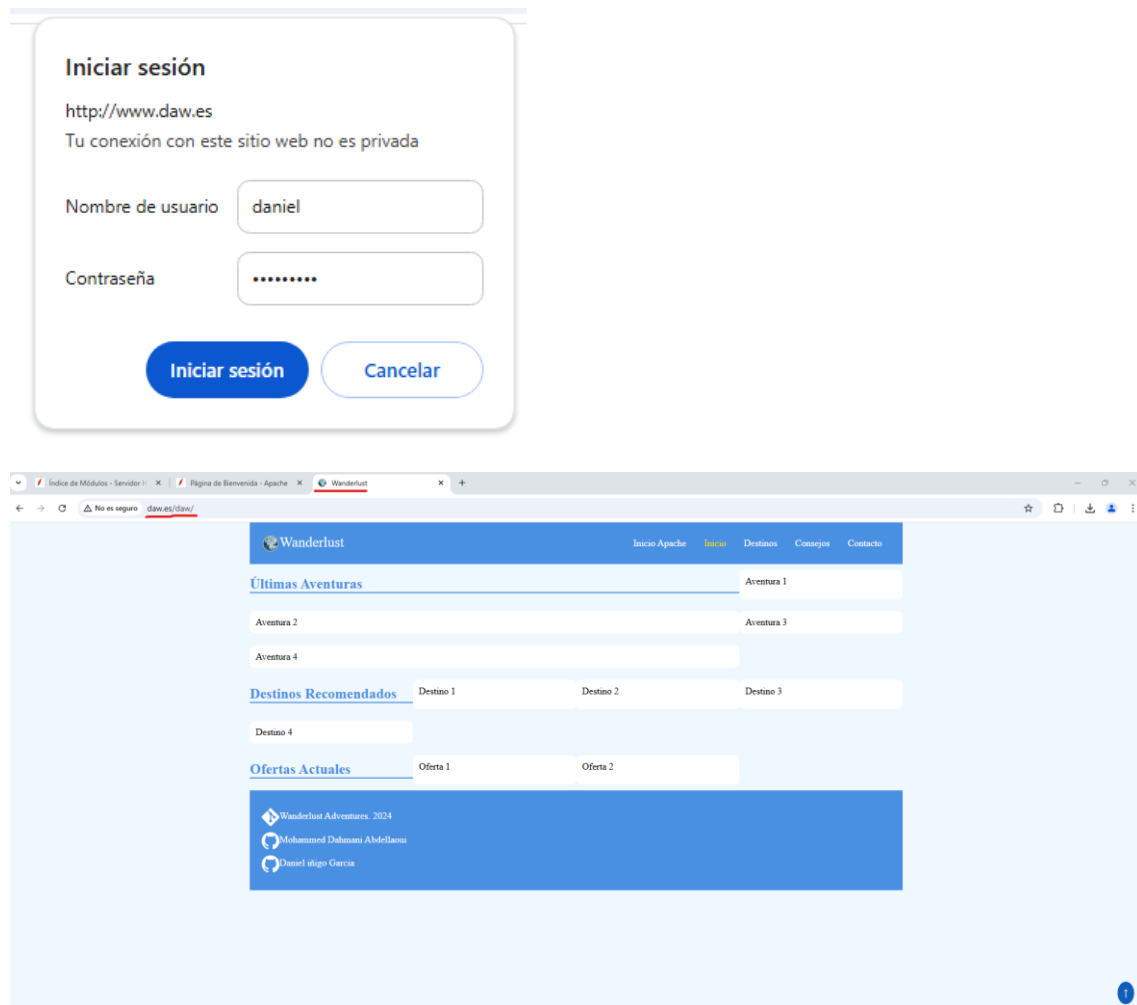 Iniciar sesión
http://www.daw.es
Tu conexión con este sitio web no es privada
Nombre de usuario daniel
Contraseña •••••••••
Iniciar sesión Cancelar
Índice de Módulos - Servidor H Página de Bienvenida - Apache Wanderlust
No es seguro daw.es/daw/
Wanderlust Inicio Apache Inicio Destinos Consejos Contacto
Últimas Aventuras Aventura 1
Aventura 2 Aventura 3
Aventura 4
Destinos Recomendados Destino 1 Destino 2 Destino 3
Destino 4
Ofertas Actuales Oferta 1 Oferta 2
Wanderlust Adventures. 2024
Mohammed Dahmani Abdellaoui
Daniel iñigo Garcia